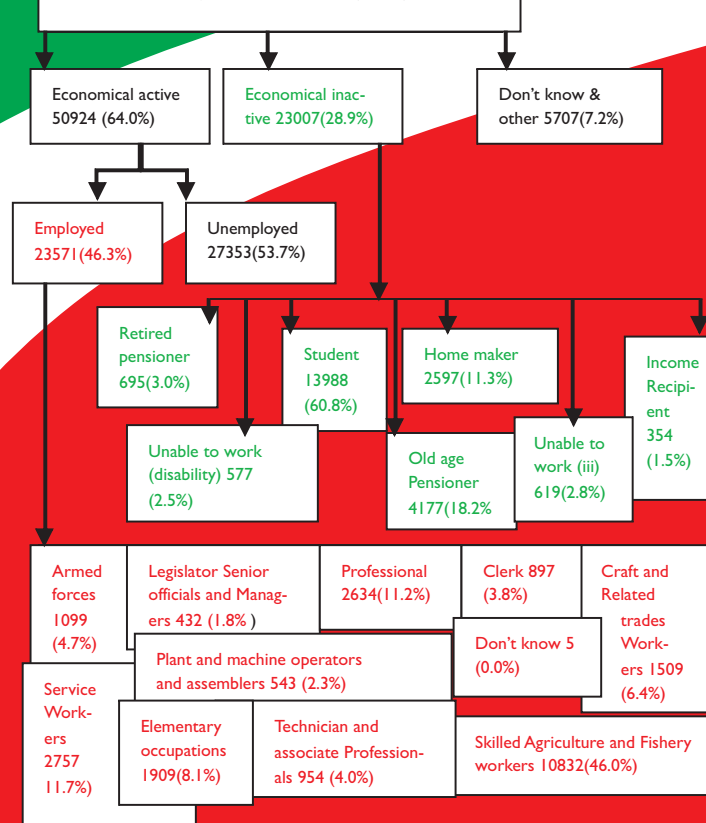 Economical active
50924 (64.0%)
Economical inac-
tive 23007(28.9%)
Don't know &
other 5707(7.2%)
Employed
23571(46.3%)
Unemployed
27353(53.7%)
Retired
pensioner
695(3.0%)
Student
13988
(60.8%)
Home maker
2597(11.3%)
Income
Recipi-
ent
354
(1.5%)
Unable to work
(disability) 577
(2.5%)
Old age
Pensioner
4177(18.2%
Unable to
work (iii)
619(2.8%)
Armed
forces
1099
(4.7%)
Legislator Senior
officials and Manag-
ers 432 (1.8% )
Professional
2634(11.2%)
Clerk 897
(3.8%)
Craft and
Related
trades
Work-
ers 1509
(6.4%)
Don't know 5
(0.0%)
Plant and machine operators
and assemblers 543 (2.3%)
Service
Work-
ers
2757
11.7%)
Elementary
occupations
1909(8.1%)
Technician and
associate Profession-
als 954 (4.0%)
Skilled Agriculture and Fishery
workers 10832(46.0%)